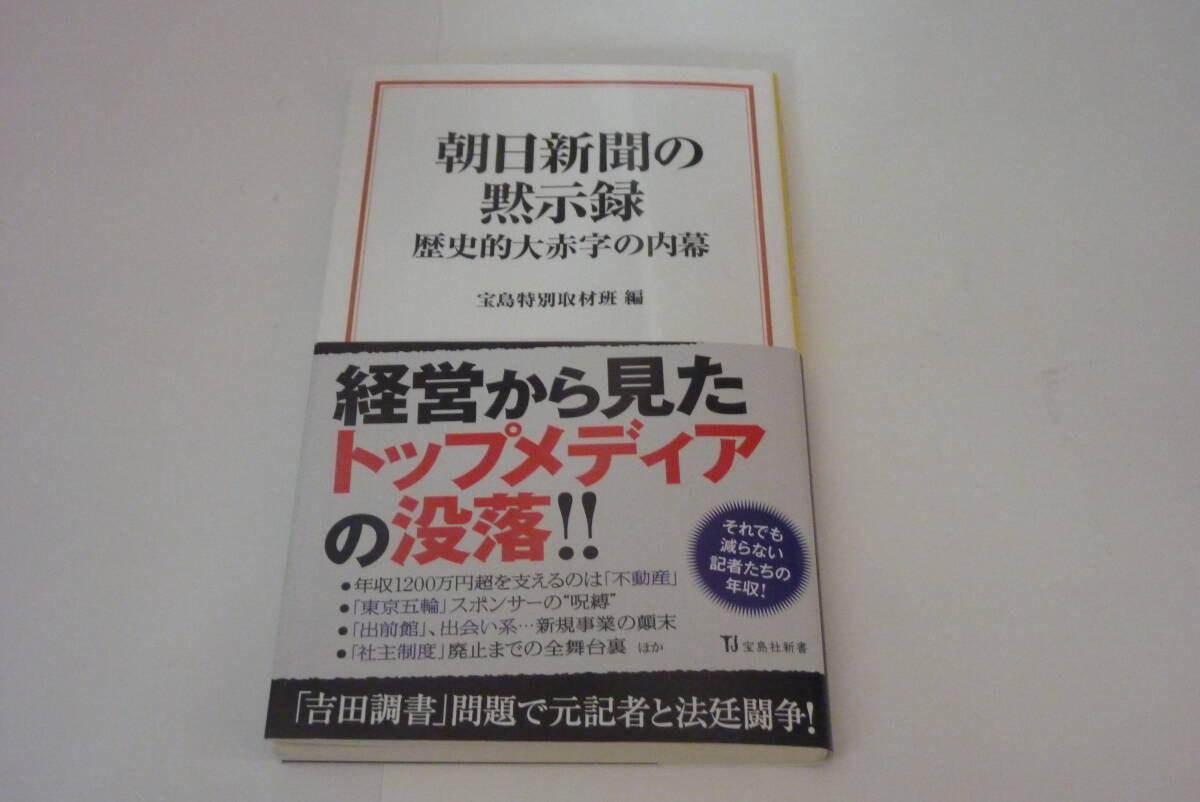 朝日新聞の
黙示録
歴史的大赤字の内幕
宝島特別取材班 編
経営から見た
トップメディア
の没落!!
それでも
減らない
記者たちの
年収!
●年収1200万円超を支えるのは「不動産」
●「東京五輪」スポンサーの“呪縛”
●「出前館」、出会い系…新規事業の顛末
●「社主制度」廃止までの全舞台裏 ほか
TJ 宝島社新書
「吉田調書」問題で元記者と法廷闘争!